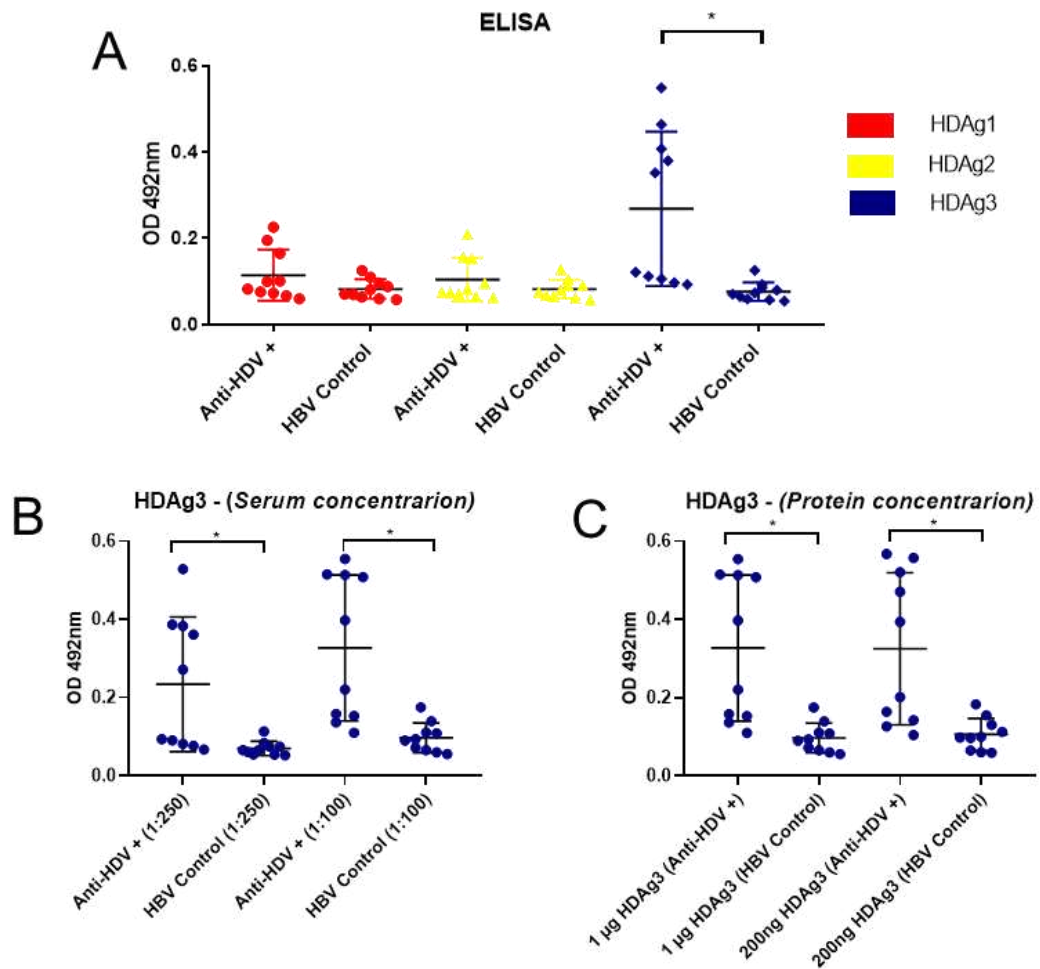 A
ELISA
*
OD 492nm
0.6
0.4
0.2
0.0
Anti-HDV +
HBV Control
Anti-HDV +
HBV Control
Anti-HDV +
HBV Control
HDAg1
HDAg2
HDAg3
B
HDAg3 - (Serum concentrarion)
*
*
OD 492nm
0.6
0.4
0.2
0.0
Anti-HDV + (1:250)
HBV Control (1:250)
Anti-HDV + (1:100)
HBV Control (1:100)
C
HDAg3 - (Protein concentrarion)
*
*
OD 492nm
0.6
0.4
0.2
0.0
1 µg HDAg3 (Anti-HDV +)
1 µg HDAg3 (HBV Control)
200ng HDAg3 (Anti-HDV +)
200ng HDAg3 (HBV Control)